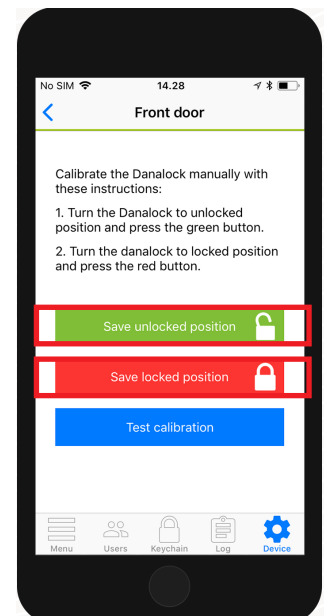 No SIM 14.28
Front door
Calibrate the Danalock manually with
these instructions:
1. Turn the Danalock to unlocked
position and press the green button.
2. Turn the danalock to locked position
and press the red button.
Save unlocked position
Save locked position
Test calibration
Menu Users Keychain Log Device